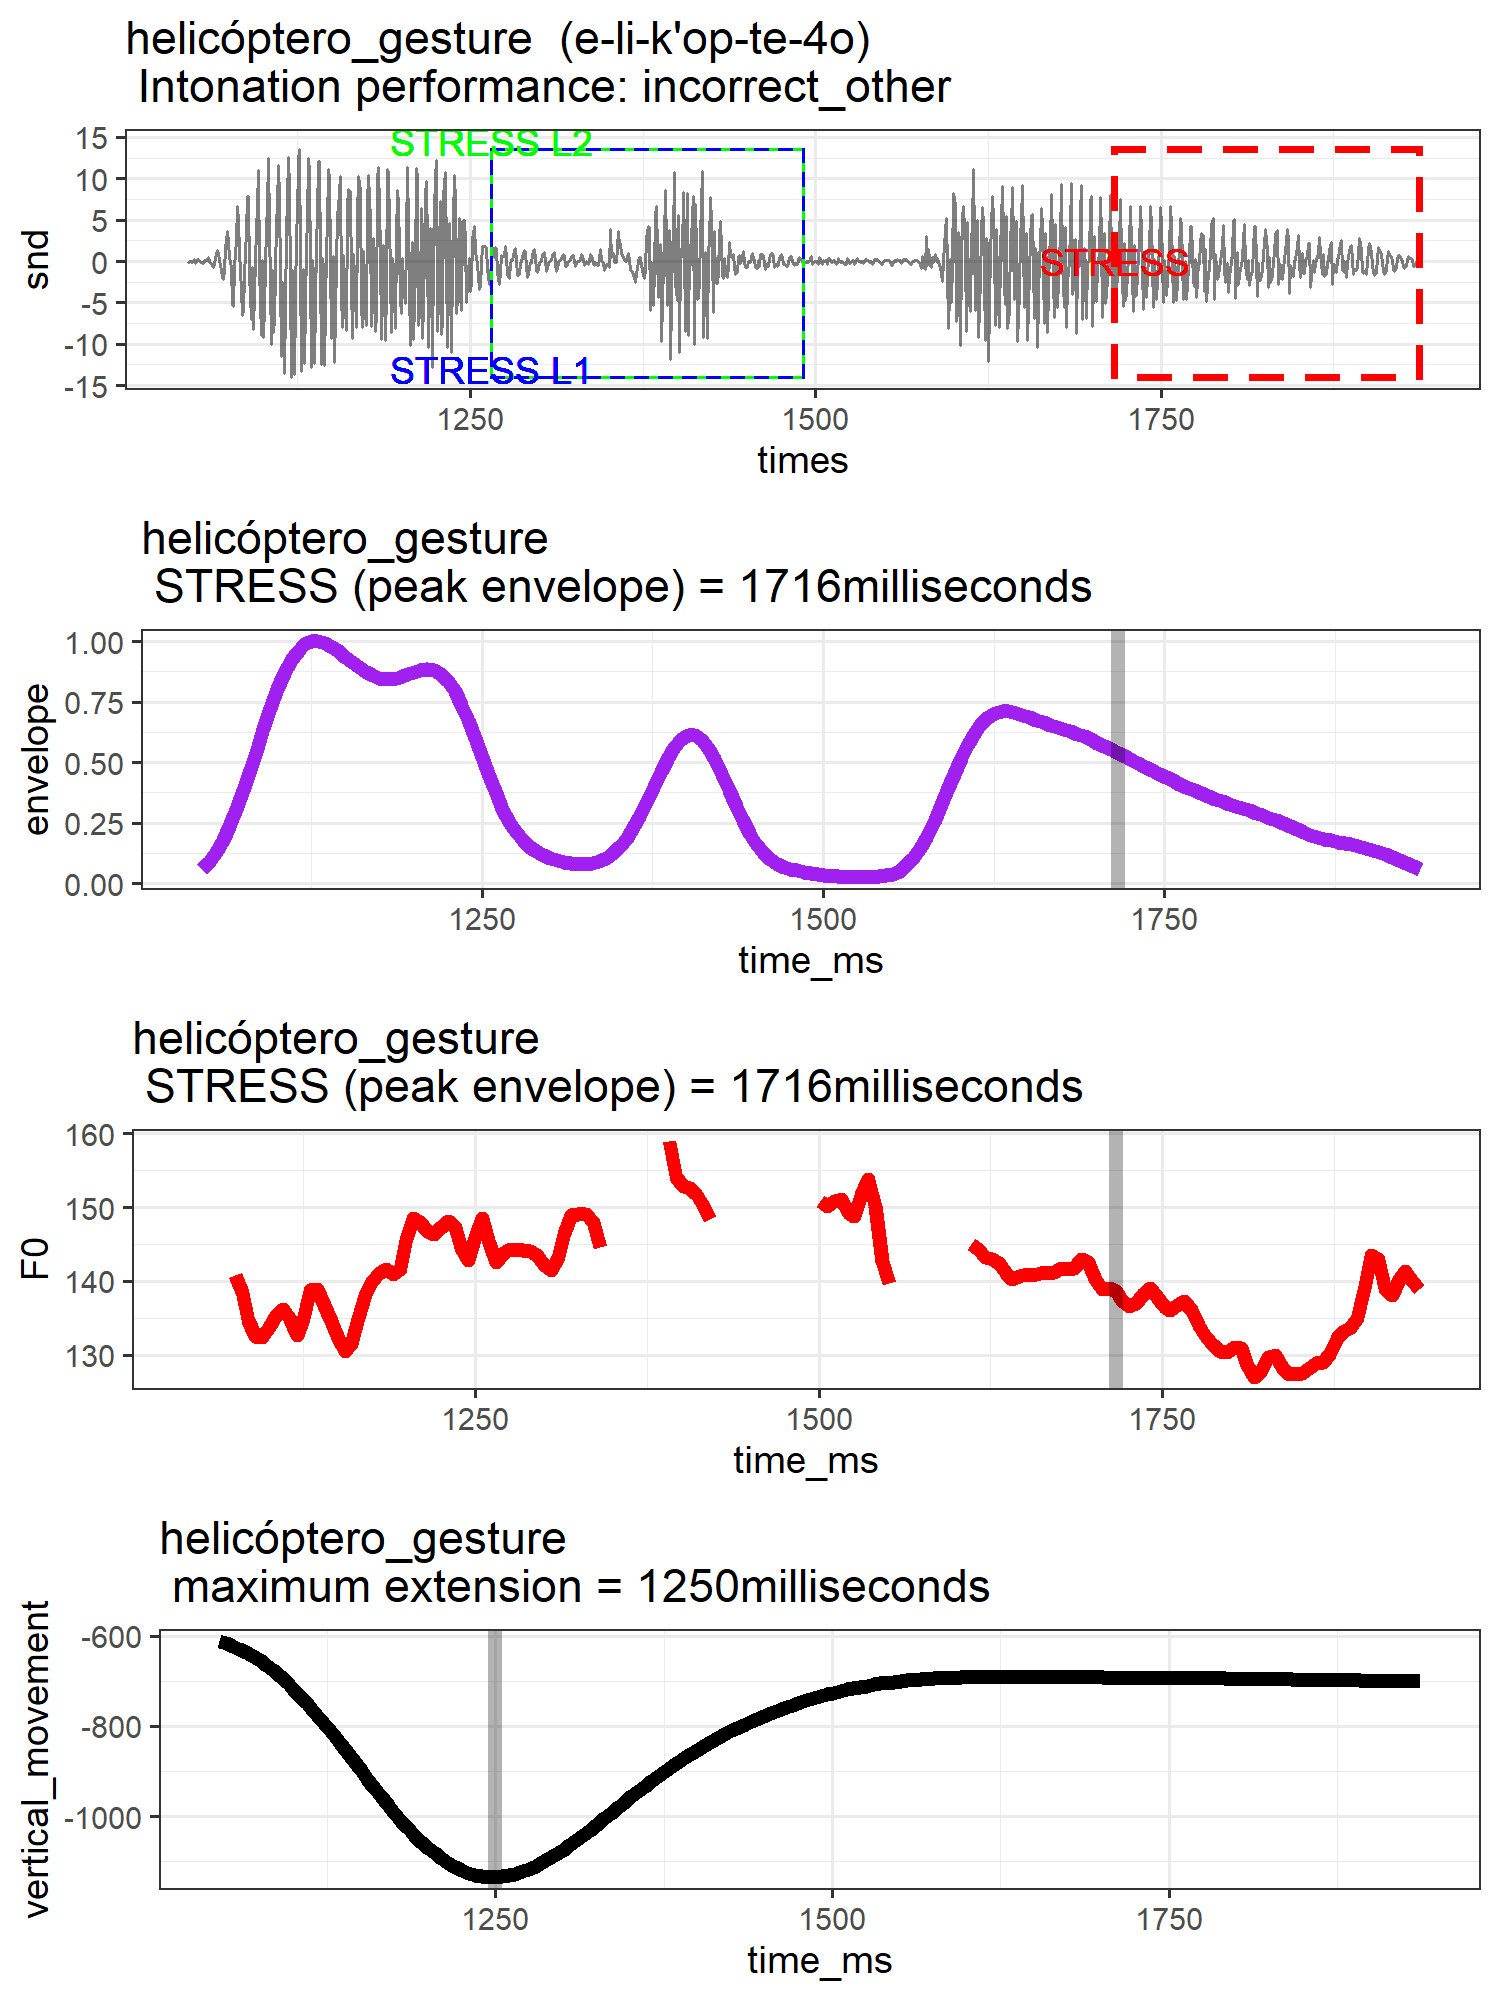 helicóptero_gesture  (e-li-k'op-te-4o)
Intonation performance: incorrect_other
15
10
5
0
-5
-10
-15
snd
STRESS L2
STRESS L1
STRESS
1250
1500
1750
times
helicóptero_gesture
STRESS (peak envelope) = 1716milliseconds
1.00
0.75
0.50
0.25
0.00
envelope
1250
1500
1750
time_ms
helicóptero_gesture
STRESS (peak envelope) = 1716milliseconds
160
150
140
130
F0
1250
1500
1750
time_ms
helicóptero_gesture
maximum extension = 1250milliseconds
-600
-800
-1000
vertical_movement
1250
1500
1750
time_ms